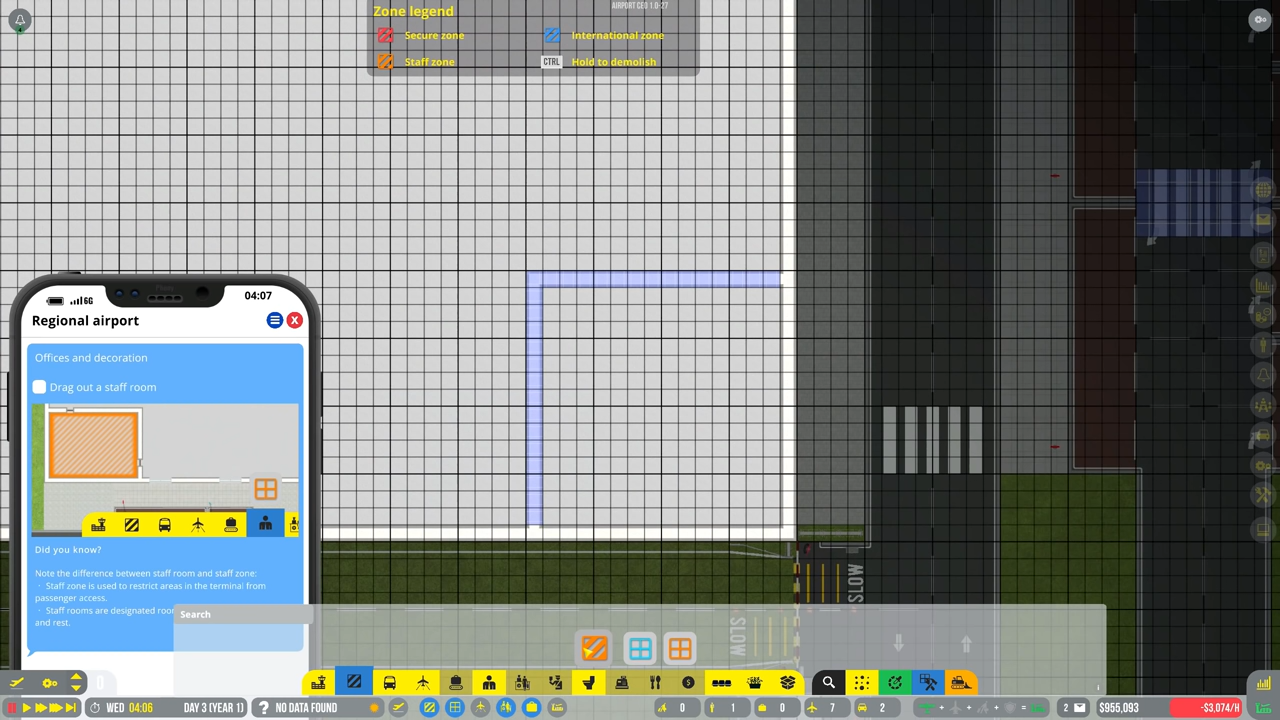 AIRPORT CEO 1.0-27
Zone legend
Secure zone
International zone
Staff zone
CTRL
Hold to demolish
6G
04:07
Regional airport
X
Offices and decoration
Drag out a staff room
Did you know?
Note the difference between staff room and staff zone:
· Staff zone is used to restrict areas in the terminal from
passenger access.
· Staff rooms are designated
and rest.
Search
SLOW
SLOW
0
WED 04:06
DAY 3 (YEAR 1)
? NO DATA FOUND
0
1
0
7
2
2
$955,093
-$3,074/H